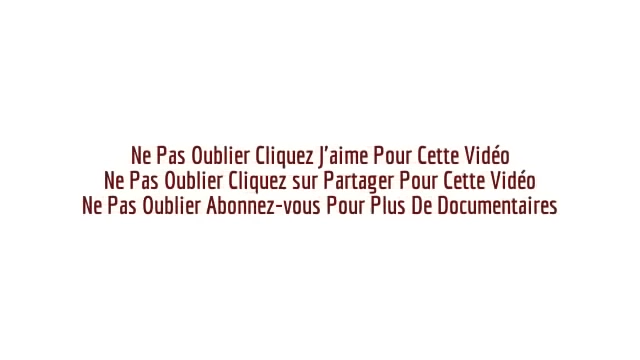 Ne Pas Oublier Cliquez J'aime Pour Cette Vidéo
Ne Pas Oublier Cliquez sur Partager Pour Cette Vidéo
Ne Pas Oublier Abonnez-vous Pour Plus De Documentaires